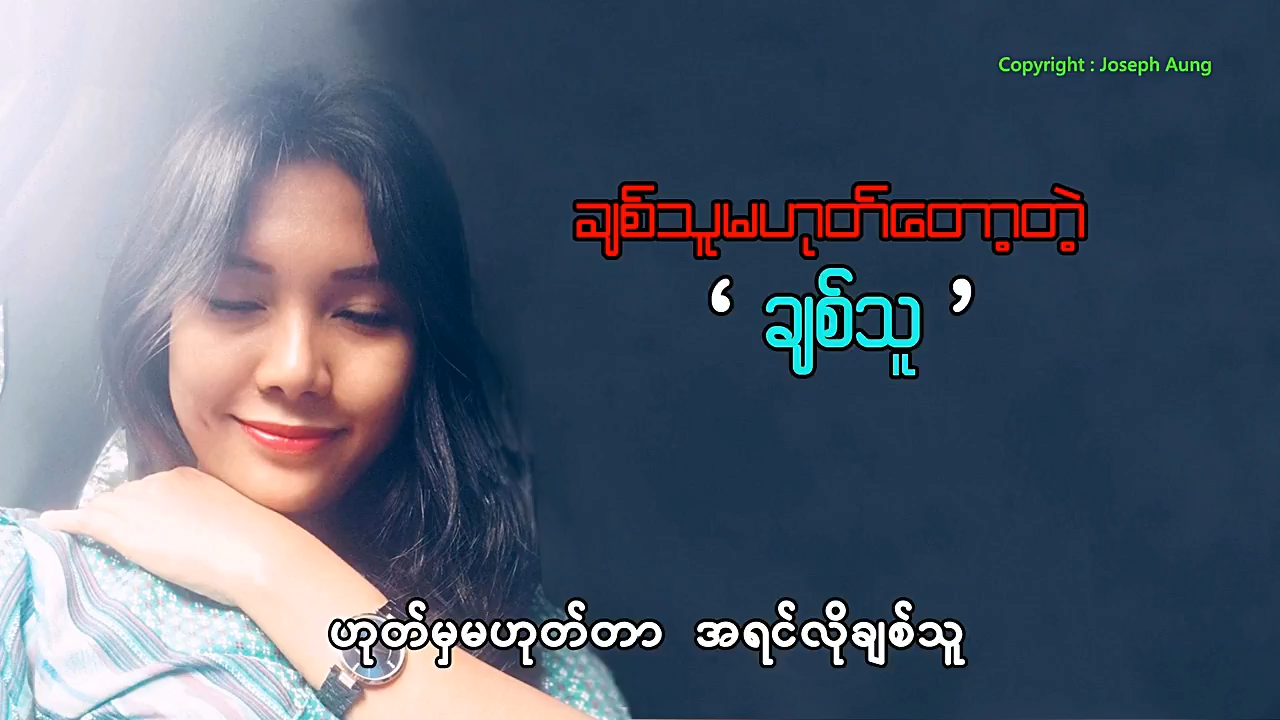 Copyright : Joseph Aung
ချစ်သူမဟုတ်တော့တဲ့
‘ ချစ်သူ ’
ဟုတ်မှမဟုတ်တာ အရင်လိုချစ်သူ